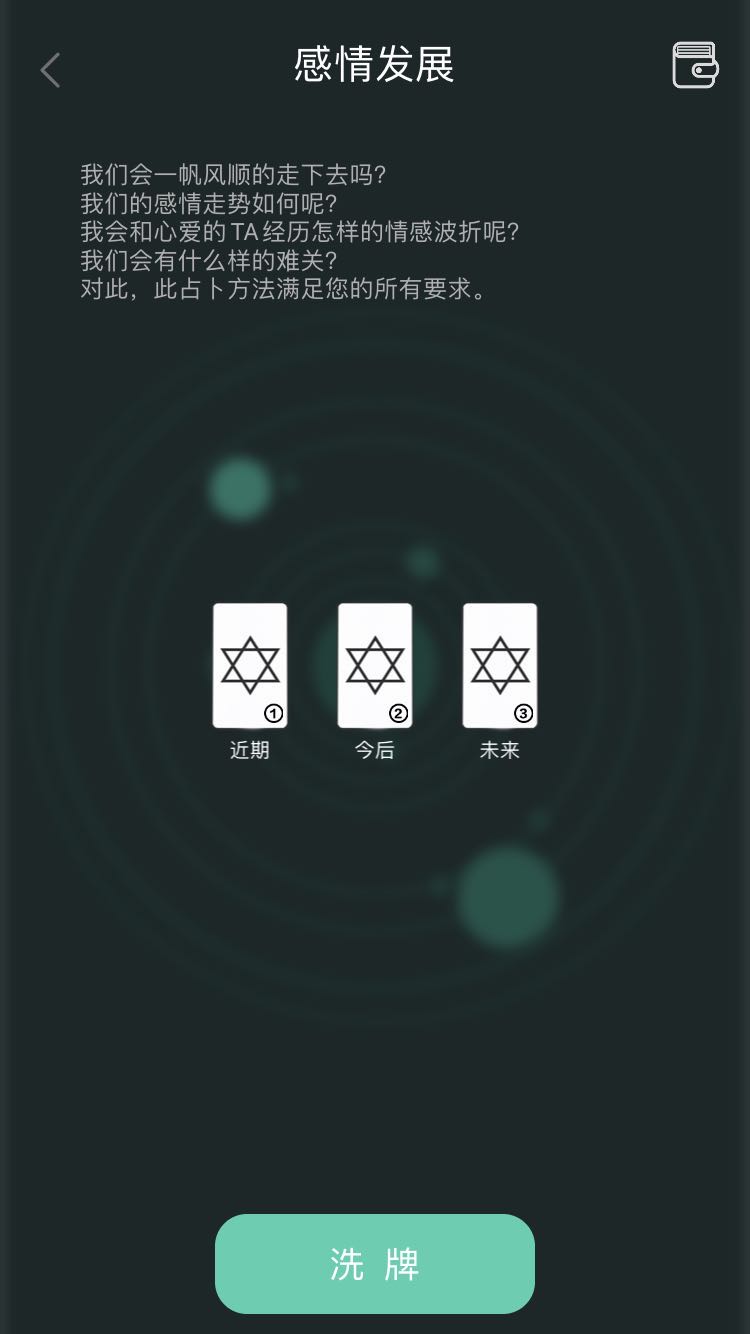 感情发展
我们会一帆风顺的走下去吗?
我们的感情走势如何呢?
我会和心爱的TA经历怎样的情感波折呢?
我们会有什么样的难关?
对此，此占卜方法满足您的所有要求。
① ② ③
近期 今后 未来
洗 牌